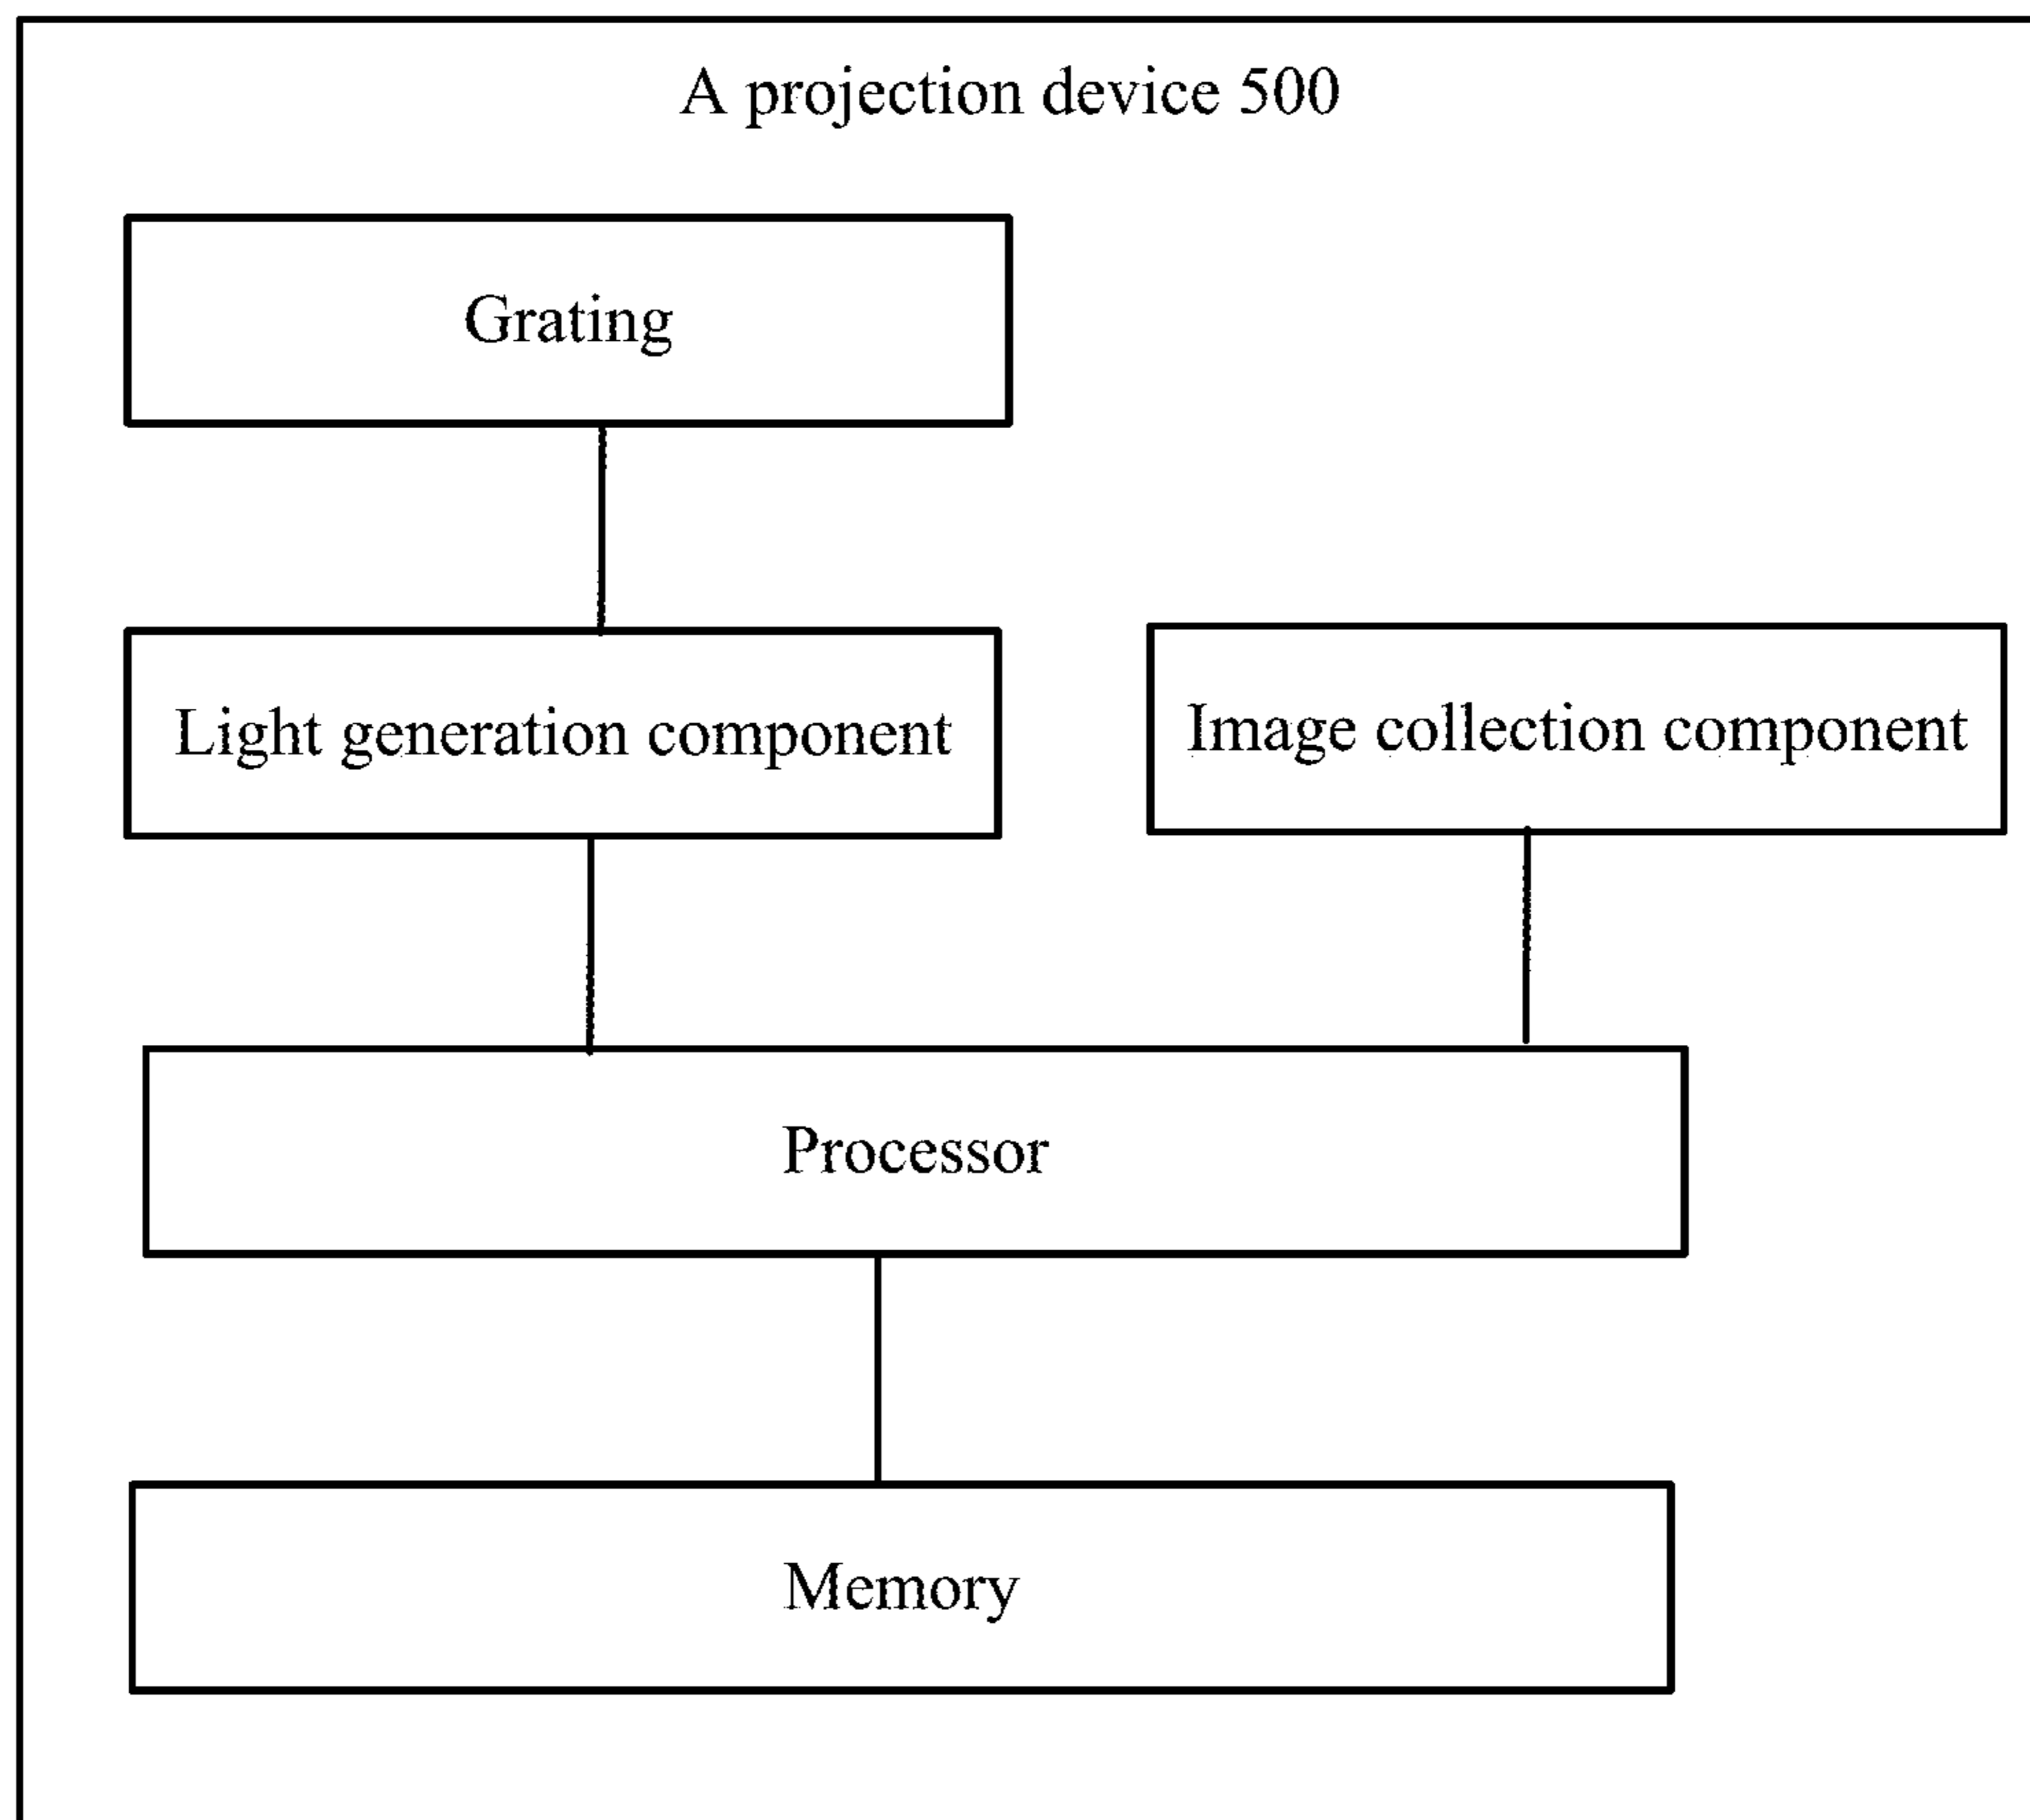 A projection device 500
Grating
Light generation component
Image collection component
Processor
Memory